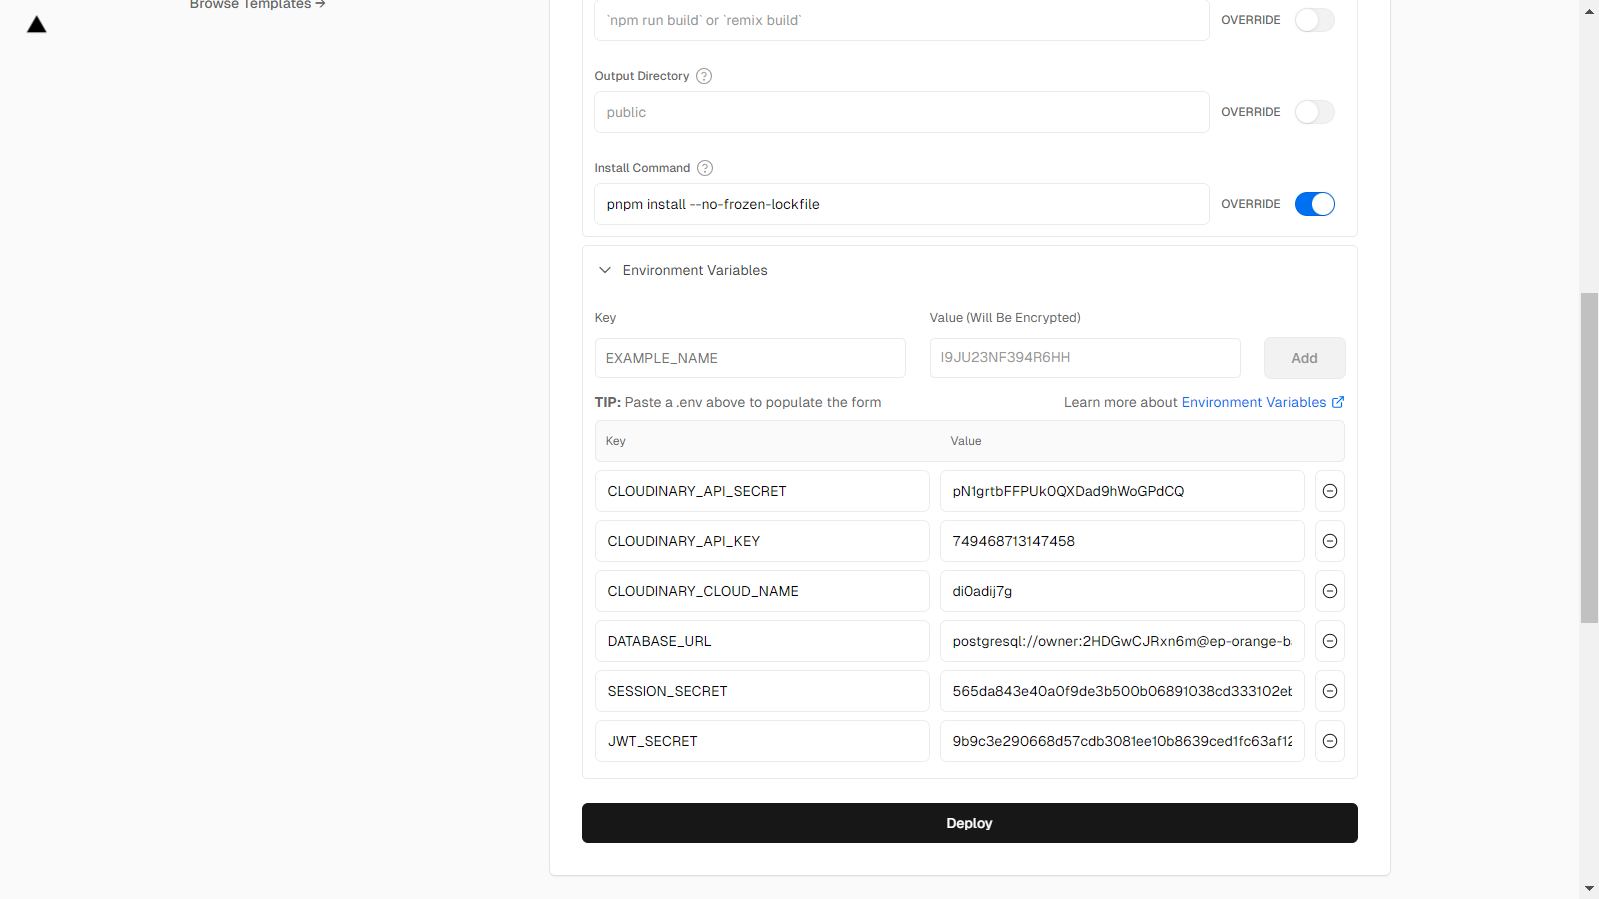 Browse Templates →
`npm run build` or `remix build`
OVERRIDE
Output Directory ?
public
OVERRIDE
Install Command ?
pnpm install --no-frozen-lockfile
OVERRIDE
Environment Variables
Key
Value (Will Be Encrypted)
EXAMPLE_NAME
I9JU23NF394R6HH
Add
TIP: Paste a .env above to populate the form
Learn more about Environment Variables
Key
Value
CLOUDINARY_API_SECRET
pN1grtbFFPUk0QXDad9hWoGPdCQ
CLOUDINARY_API_KEY
749468713147458
CLOUDINARY_CLOUD_NAME
di0adij7g
DATABASE_URL
postgresql://owner:2HDGwCJRxn6m@ep-orange-b
SESSION_SECRET
565da843e40a0f9de3b500b06891038cd333102eb
JWT_SECRET
9b9c3e290668d57cdb3081ee10b8639ced1fc63af12
Deploy